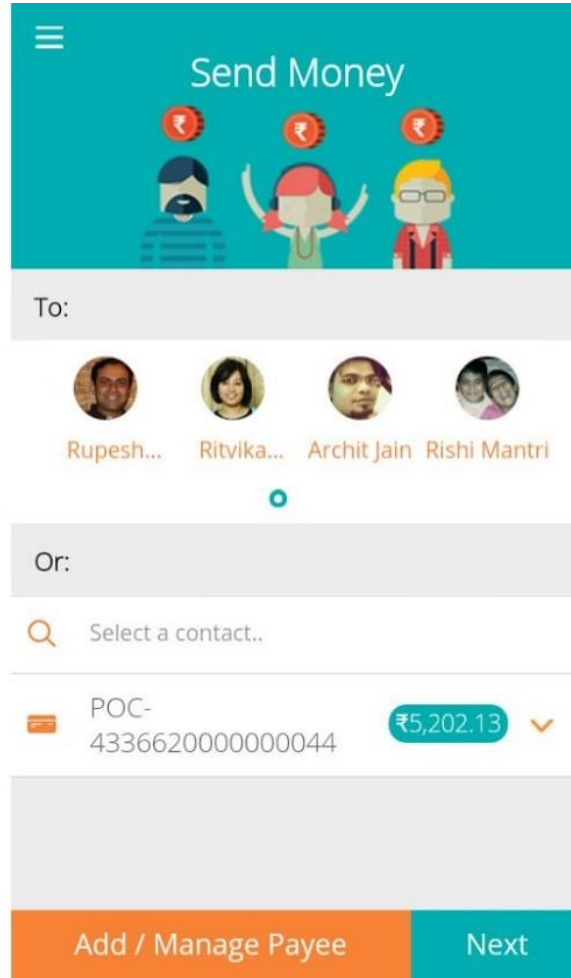 Send Money
₹ ₹ ₹
To:
Rupesh... Ritvika... Archit Jain Rishi Mantri
Or:
Select a contact..
POC-
4336620000000044
₹5,202.13
Add / Manage Payee Next